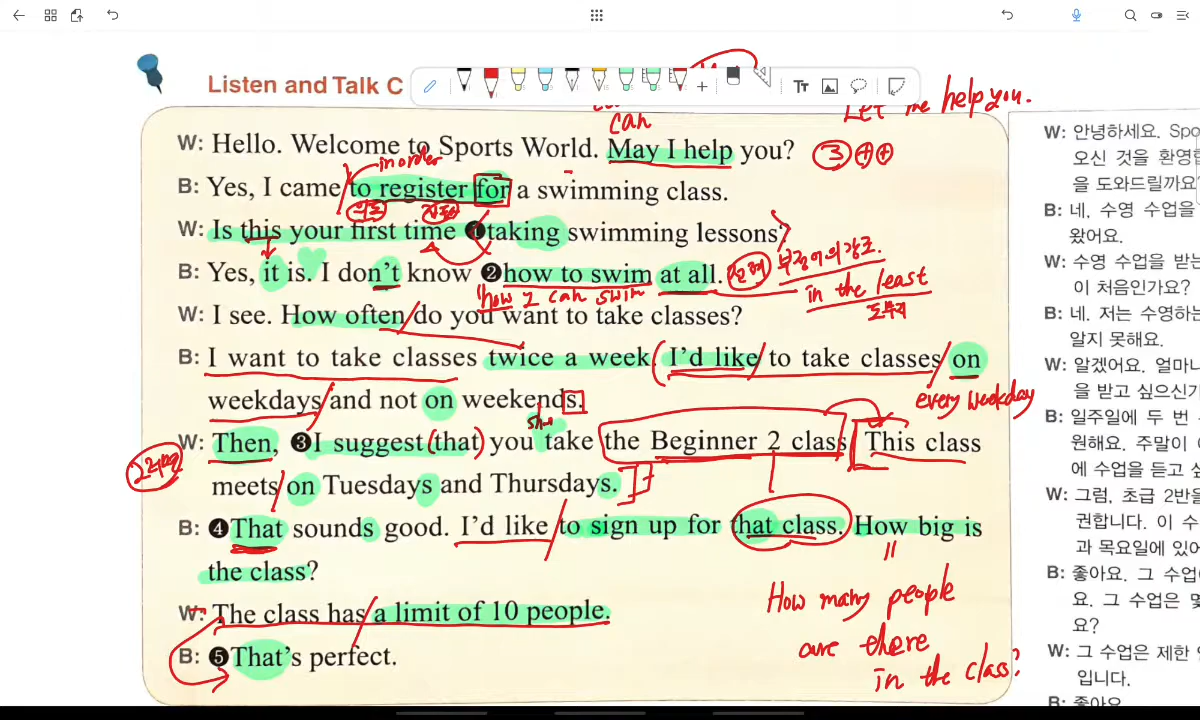 Listen and Talk C
Let me help you.
can
W: Hello. Welcome to Sports World. May I help you? ③ ⊕⊕
in order
B: Yes, I came to register for a swimming class.
W: Is this your first time ❶taking swimming lessons?
부정어의 강조
B: Yes, it is. I don't know ❷how to swim at all.
how I can swim
in the least
도무지
W: I see. How often do you want to take classes?
B: I want to take classes twice a week. I'd like to take classes on
weekdays and not on weekends.
every weekday
W: Then, ❸I suggest (that) you take the Beginner 2 class. This class
meets on Tuesdays and Thursdays.
B: ❹That sounds good. I'd like to sign up for that class. How big is
the class?
How many people
are there
in the class?
W: The class has a limit of 10 people.
B: ❺That's perfect.
W: 안녕하세요. Spo
오신 것을 환영합
을 도와드릴까요?
B: 네, 수영 수업을
왔어요.
W: 수영 수업을 받는
이 처음인가요?
B: 네. 저는 수영하는
알지 못해요.
W: 알겠어요. 얼마나
을 받고 싶으신가
B: 일주일에 두 번
원해요. 주말이 아
에 수업을 듣고 싶
W: 그럼, 초급 2반을
권합니다. 이 수
과 목요일에 있어
B: 좋아요. 그 수업에
요. 그 수업은 몇
요?
W: 그 수업은 제한 인
입니다.
B: 좋아요